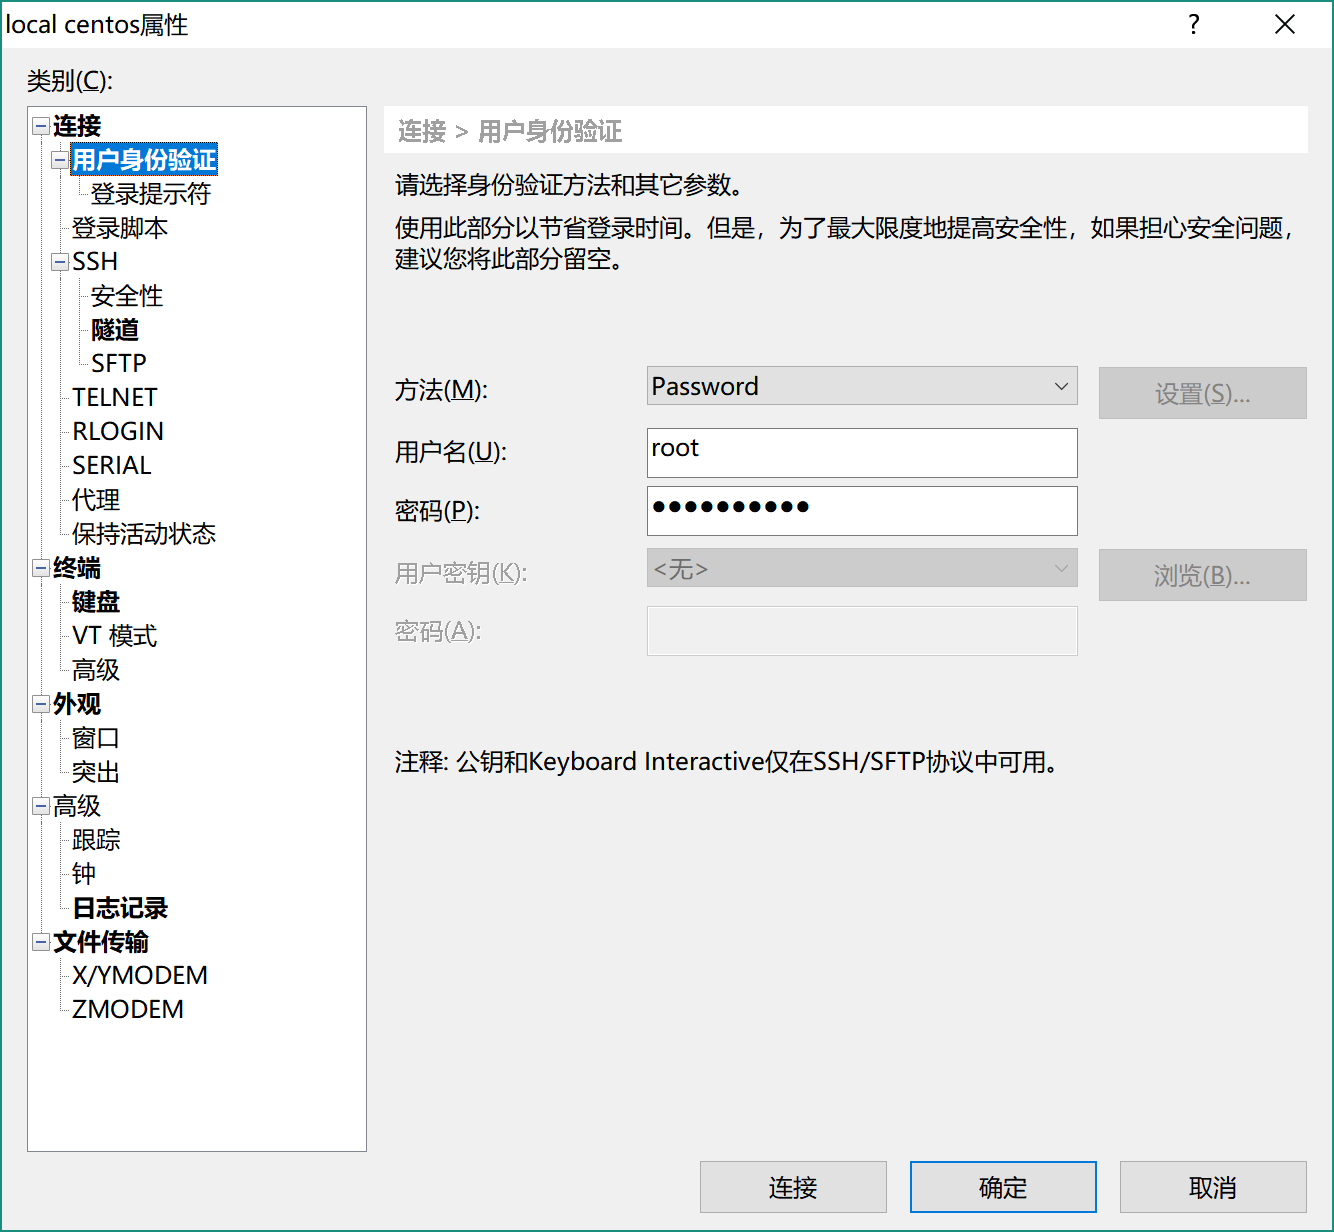 local centos属性
?
类别(C):
连接
用户身份验证
登录提示符
登录脚本
SSH
安全性
隧道
SFTP
TELNET
RLOGIN
SERIAL
代理
保持活动状态
终端
键盘
VT 模式
高级
外观
窗口
突出
高级
跟踪
钟
日志记录
文件传输
X/YMODEM
ZMODEM
连接 > 用户身份验证
请选择身份验证方法和其它参数。
使用此部分以节省登录时间。但是，为了最大限度地提高安全性，如果担心安全问题，
建议您将此部分留空。
方法(M):
Password
设置(S)...
用户名(U):
root
密码(P):
●●●●●●●●●●
用户密钥(K):
<无>
浏览(B)...
密码(A):
注释: 公钥和Keyboard Interactive仅在SSH/SFTP协议中可用。
连接
确定
取消